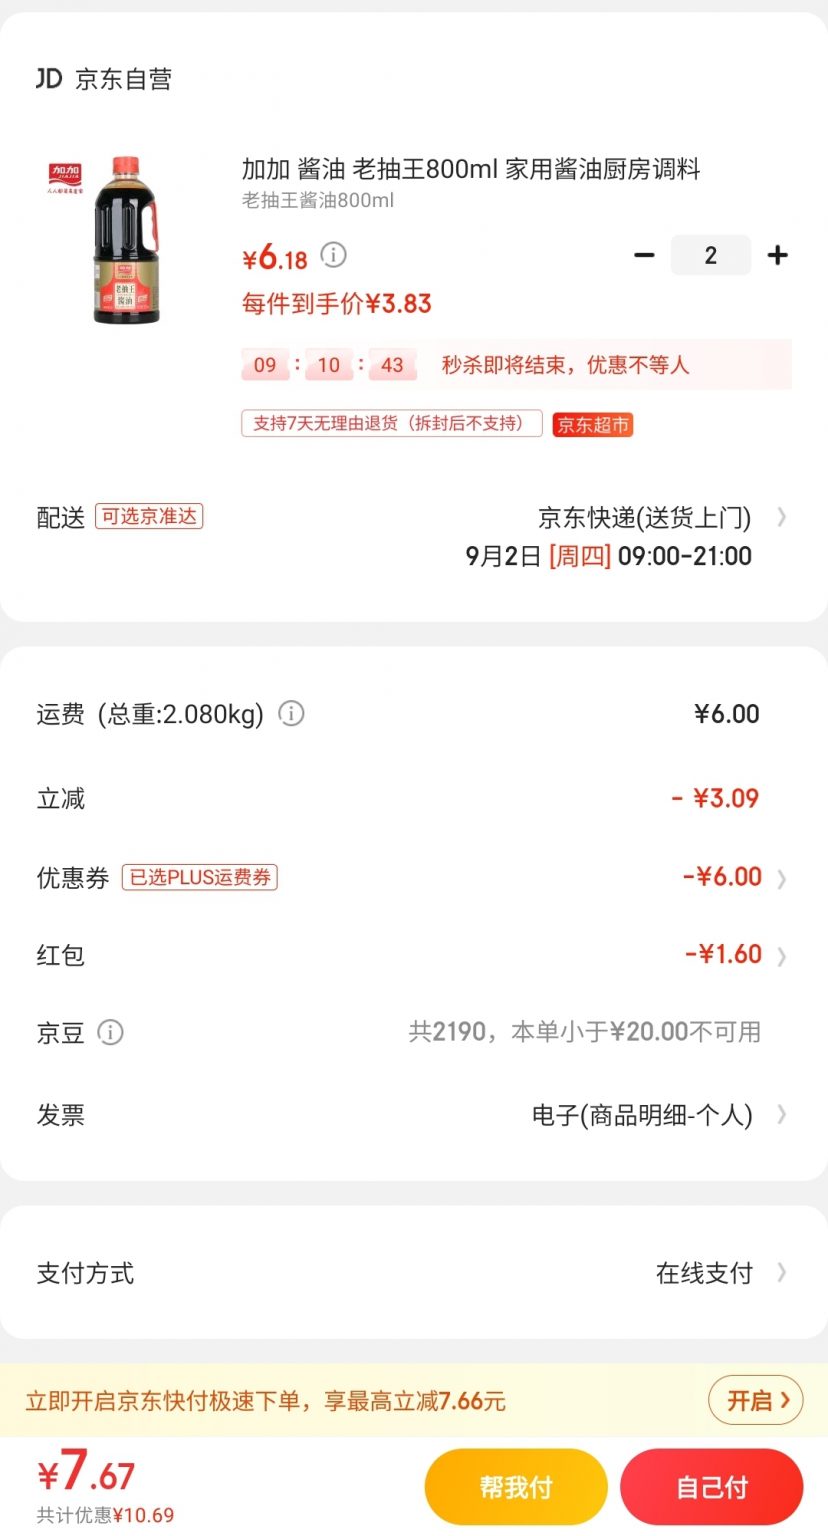 JD 京东自营
加加
JIAJIA
加加 酱油 老抽王800ml 家用酱油厨房调料
老抽王酱油800ml
¥6.18
2
每件到手价¥3.83
09 : 10 : 43 秒杀即将结束，优惠不等人
支持7天无理由退货（拆封后不支持） 京东超市
老抽王
酱油
配送 可选京准达 京东快递(送货上门)
9月2日 [周四] 09:00-21:00
运费 (总重:2.080kg) ¥6.00
立减 - ¥3.09
优惠券 已选PLUS运费券 -¥6.00
红包 -¥1.60
京豆 共2190，本单小于¥20.00不可用
发票 电子(商品明细-个人)
支付方式 在线支付
立即开启京东快付极速下单，享最高立减7.66元 开启
¥7.67
共计优惠¥10.69
帮我付
自己付